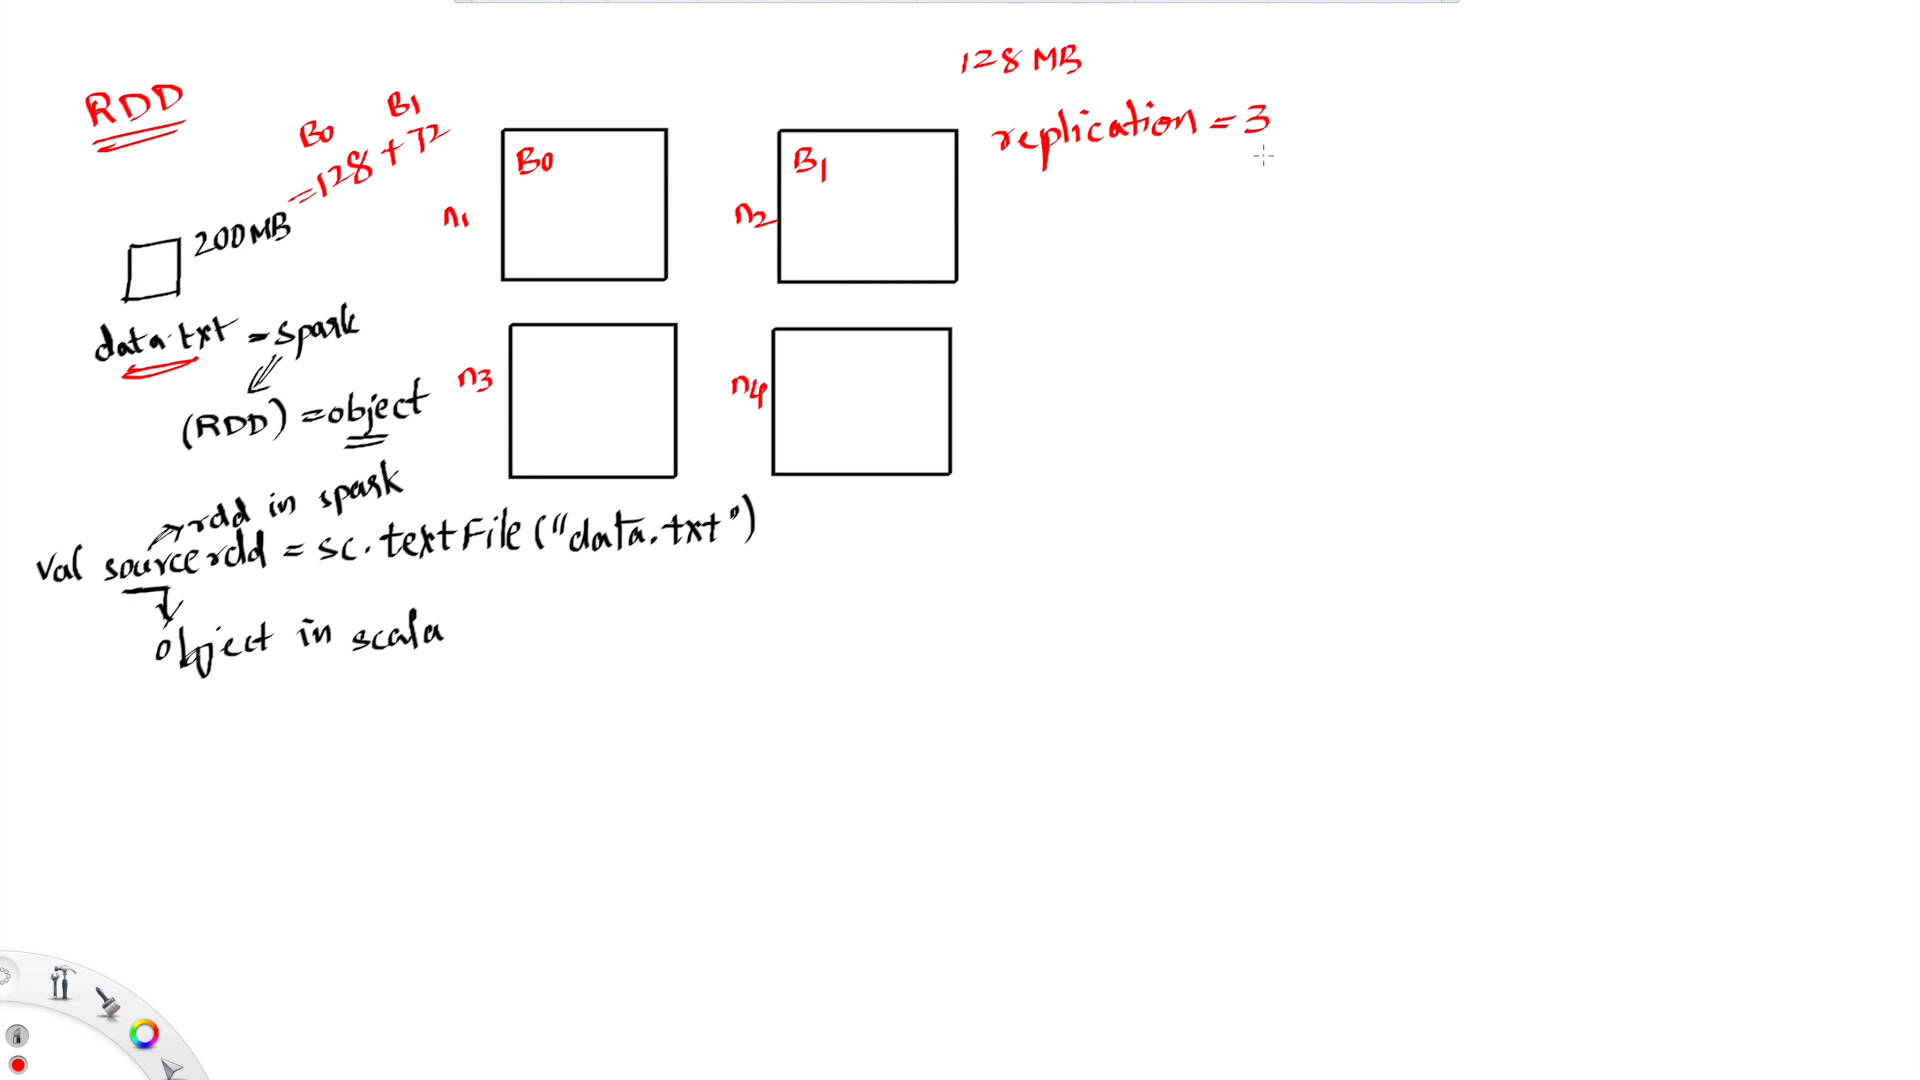 RDD
B0 B1
=128+72
200MB
data.txt - spark
(RDD) = object
rdd in spark
val sourcerdd = sc.textFile("data.txt")
object in scala
n1
B0
n2
B1
n3
n4
128 MB
replication = 3